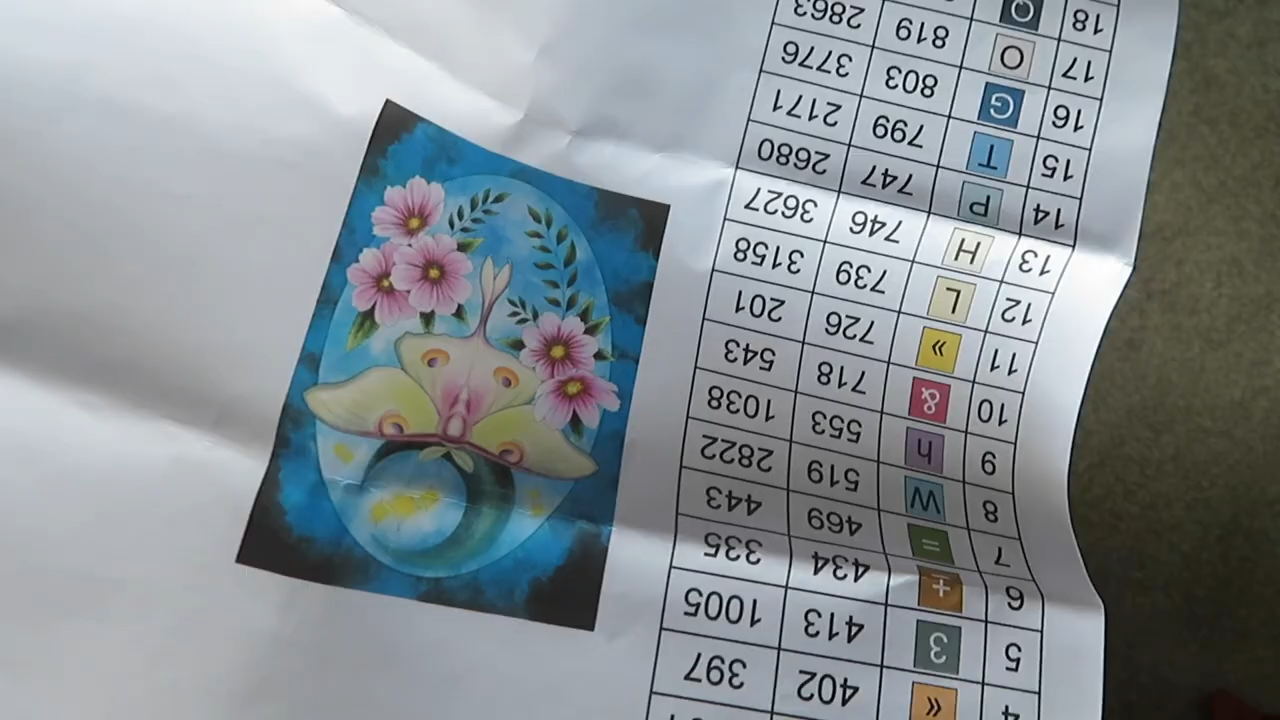 4 « 402 397
5 3 413 1005
6 + 434 335
7 = 469 443
8 W 519 2822
9 h 553 1038
10 & 718 543
11 » 726 201
12 L 739 3158
13 H 746 3627
14 P 747 2680
15 T 799 2171
16 G 803 3776
17 O 819 2863
18